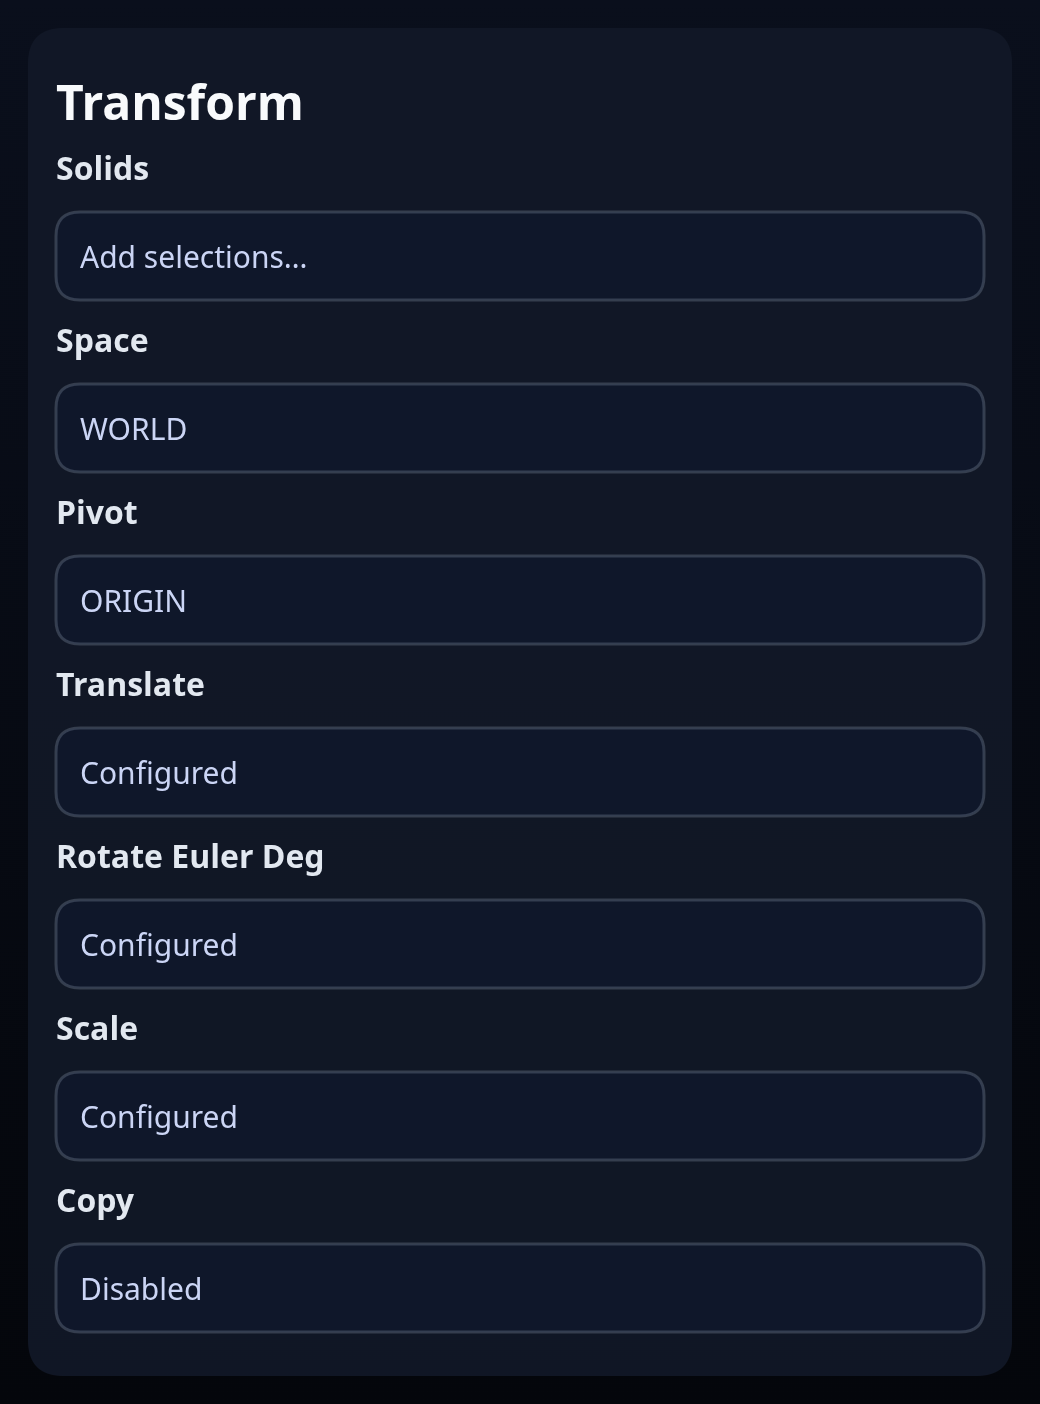 Transform
Solids
Add selections...
Space
WORLD
Pivot
ORIGIN
Translate
Configured
Rotate Euler Deg
Configured
Scale
Configured
Copy
Disabled